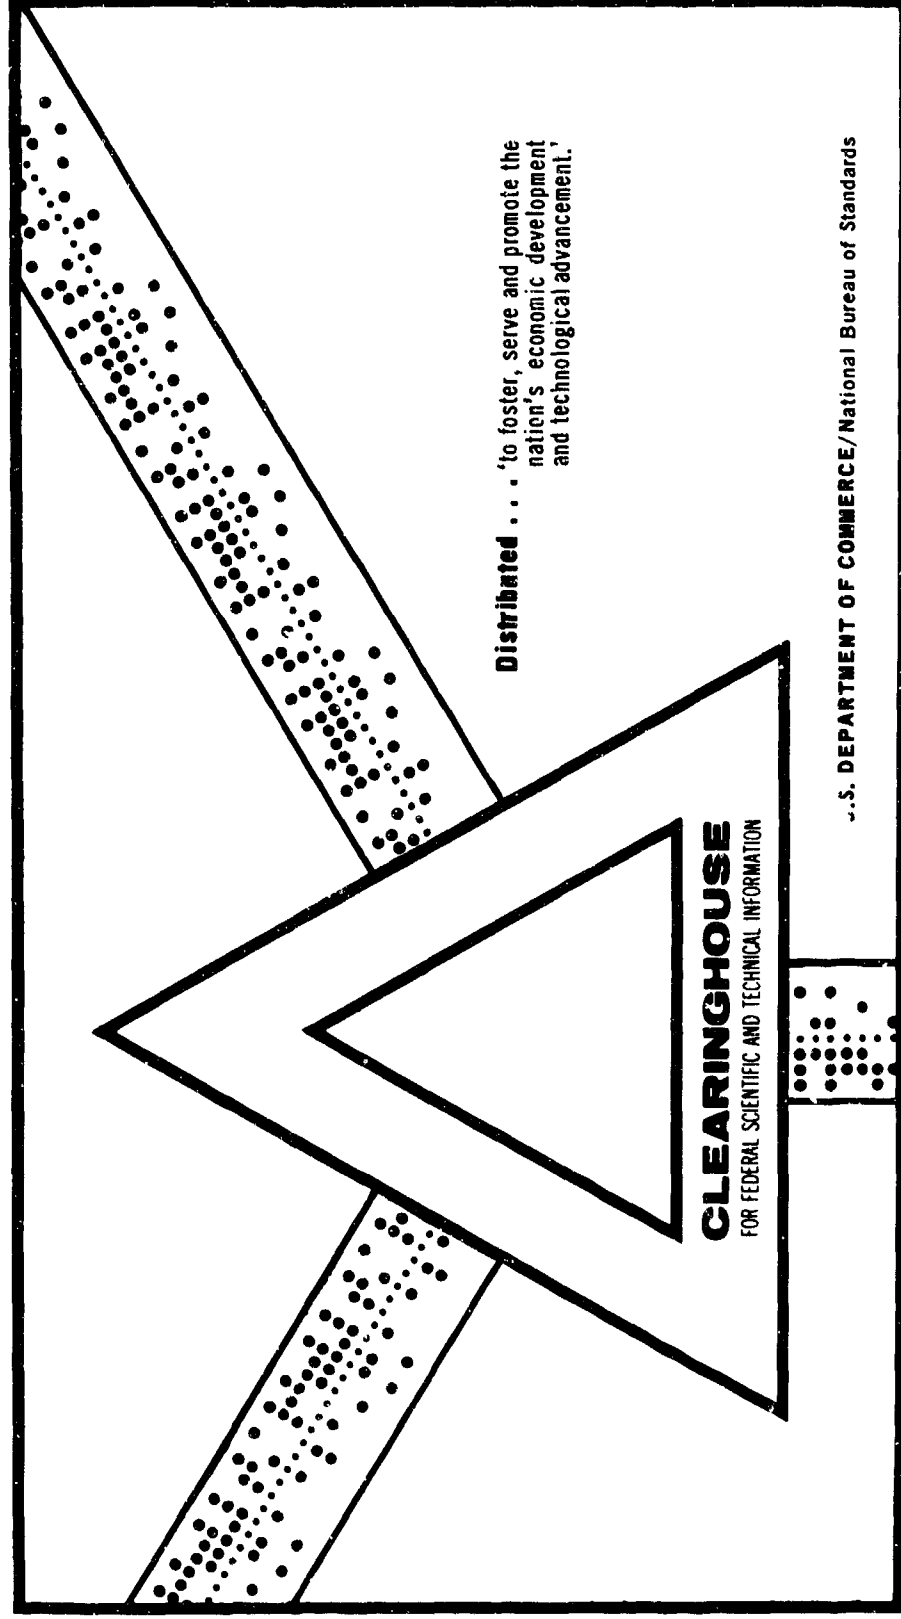 Distributed . . . 'to foster, serve and promote the
nation's economic development
and technological advancement.'
CLEARINGHOUSE
FOR FEDERAL SCIENTIFIC AND TECHNICAL INFORMATION
.S. DEPARTMENT OF COMMERCE/National Bureau of Standards